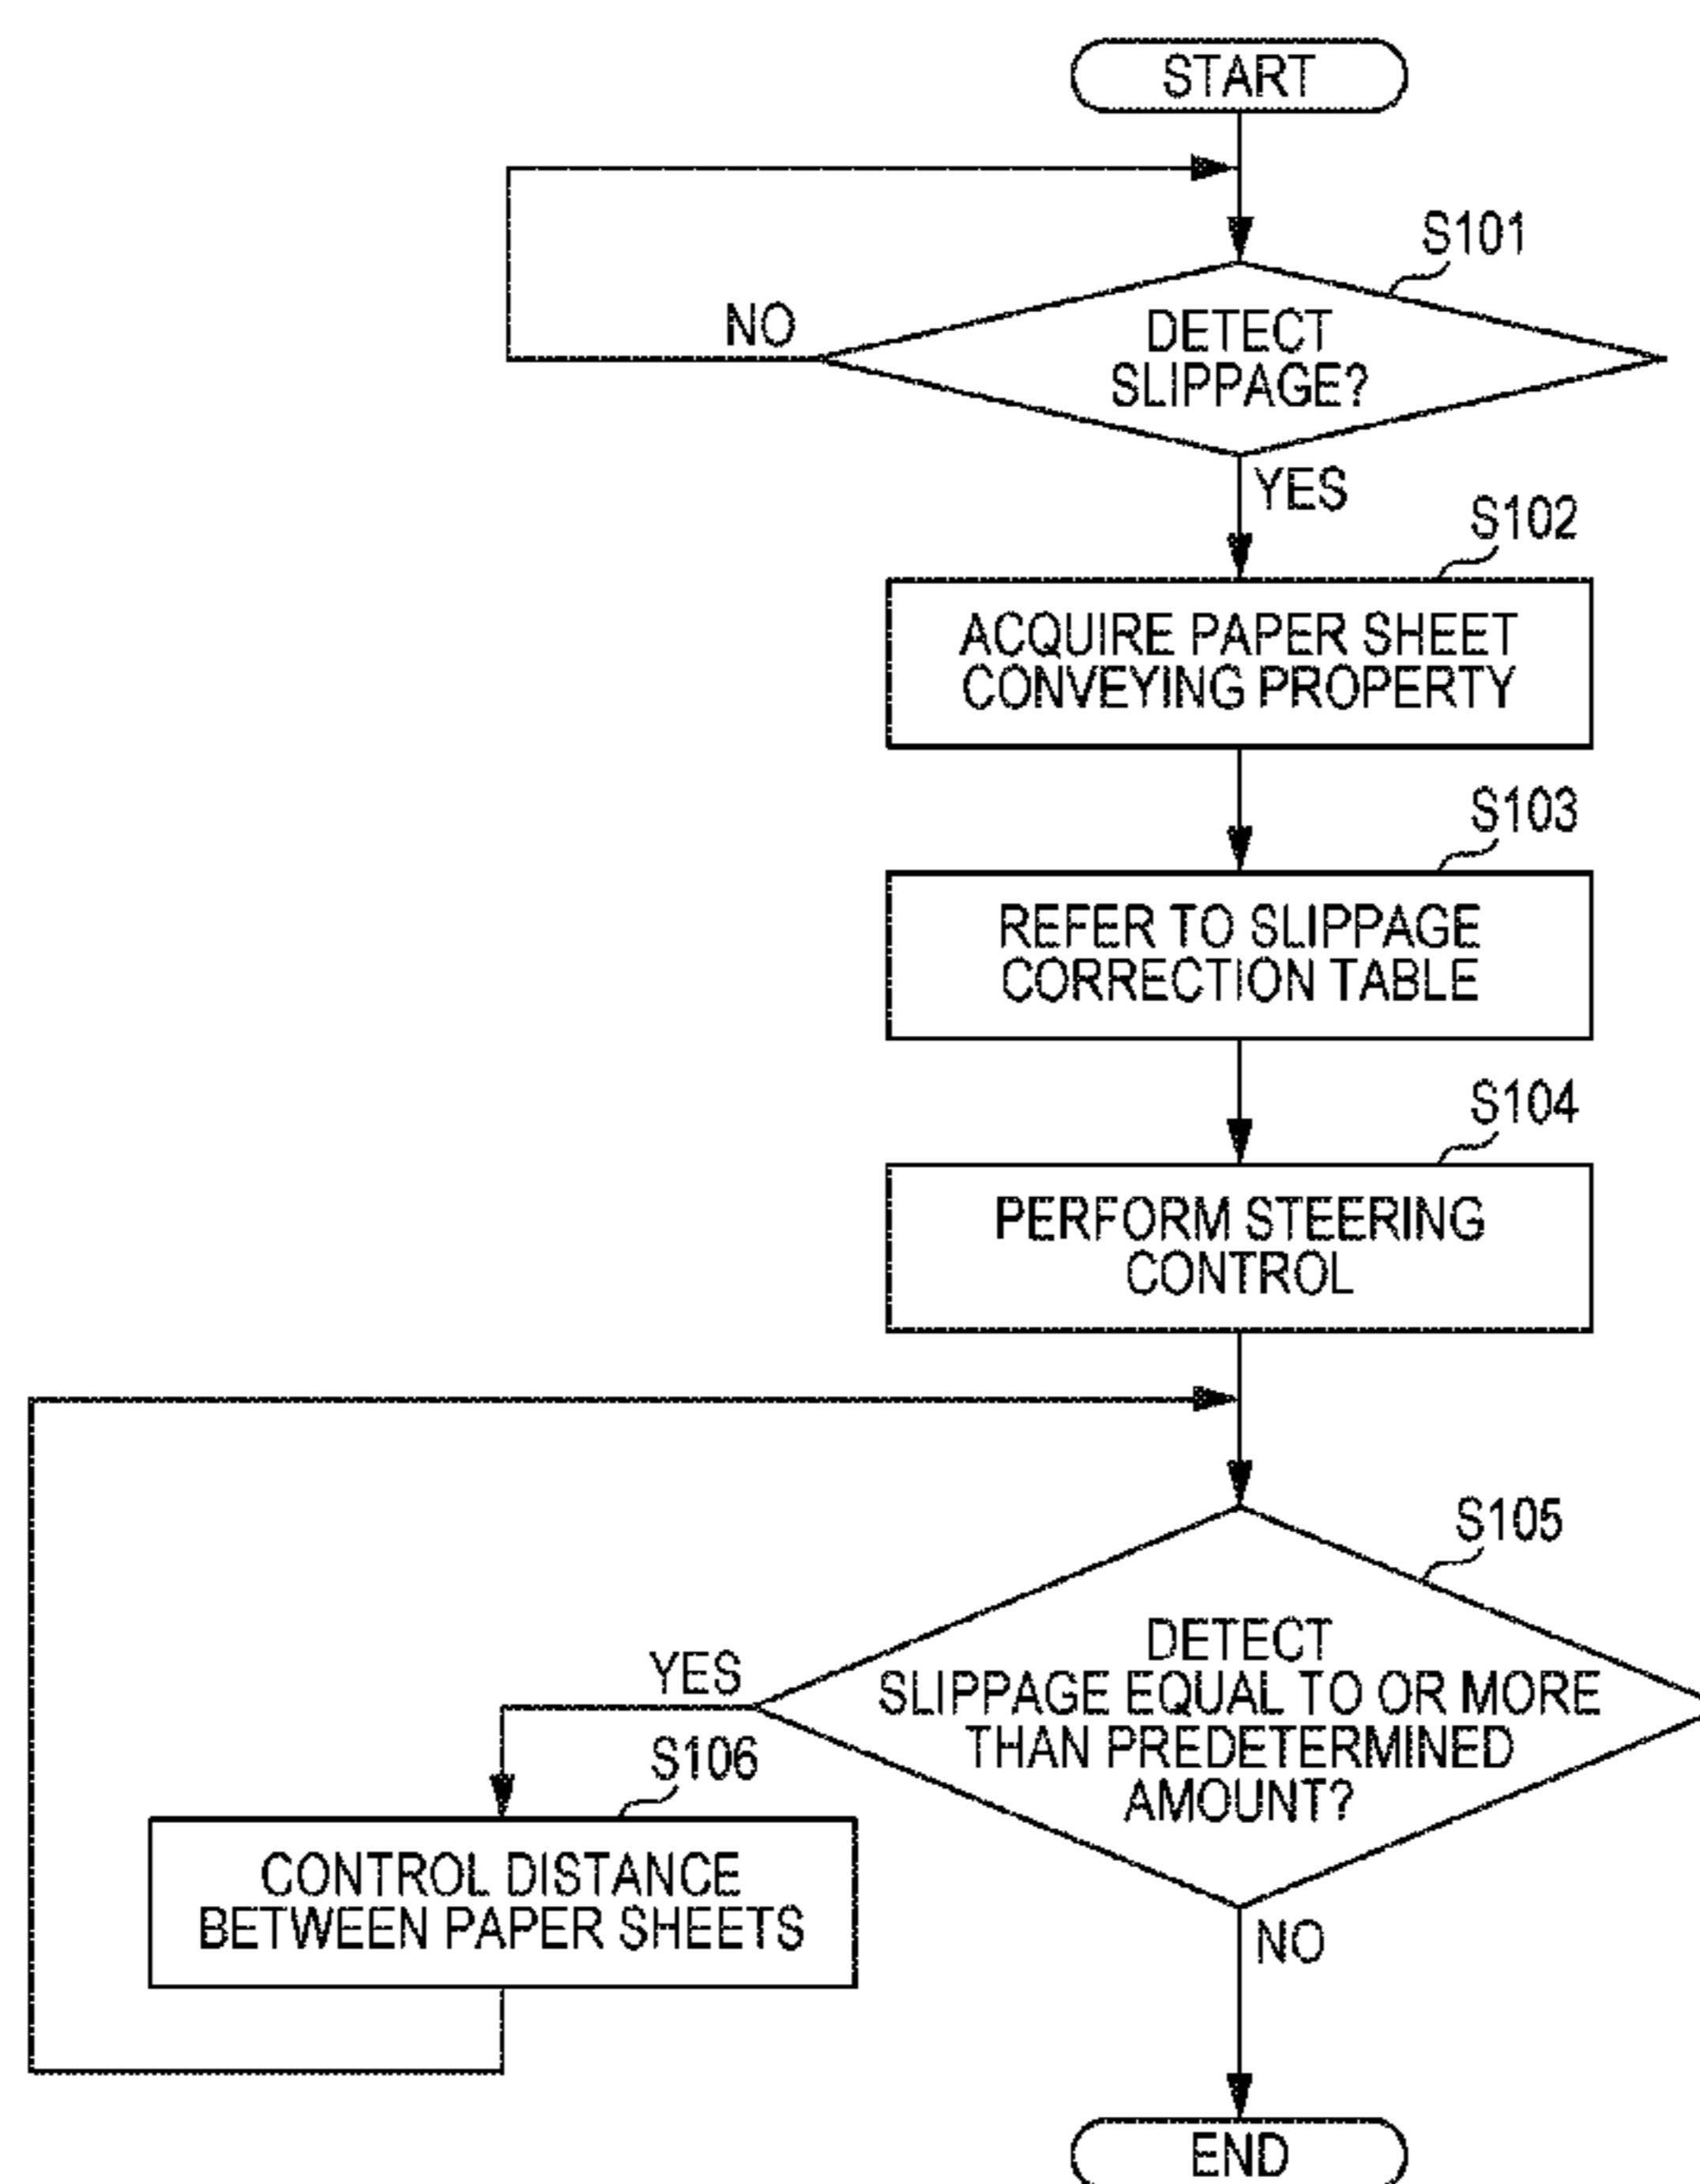 START
S101
NO
DETECT
SLIPPAGE?
YES
S102
ACQUIRE PAPER SHEET
CONVEYING PROPERTY
S103
REFER TO SLIPPAGE
CORRECTION TABLE
S104
PERFORM STEERING
CONTROL
S105
DETECT
SLIPPAGE EQUAL TO OR MORE
THAN PREDETERMINED
AMOUNT?
YES
S106
CONTROL DISTANCE
BETWEEN PAPER SHEETS
NO
END